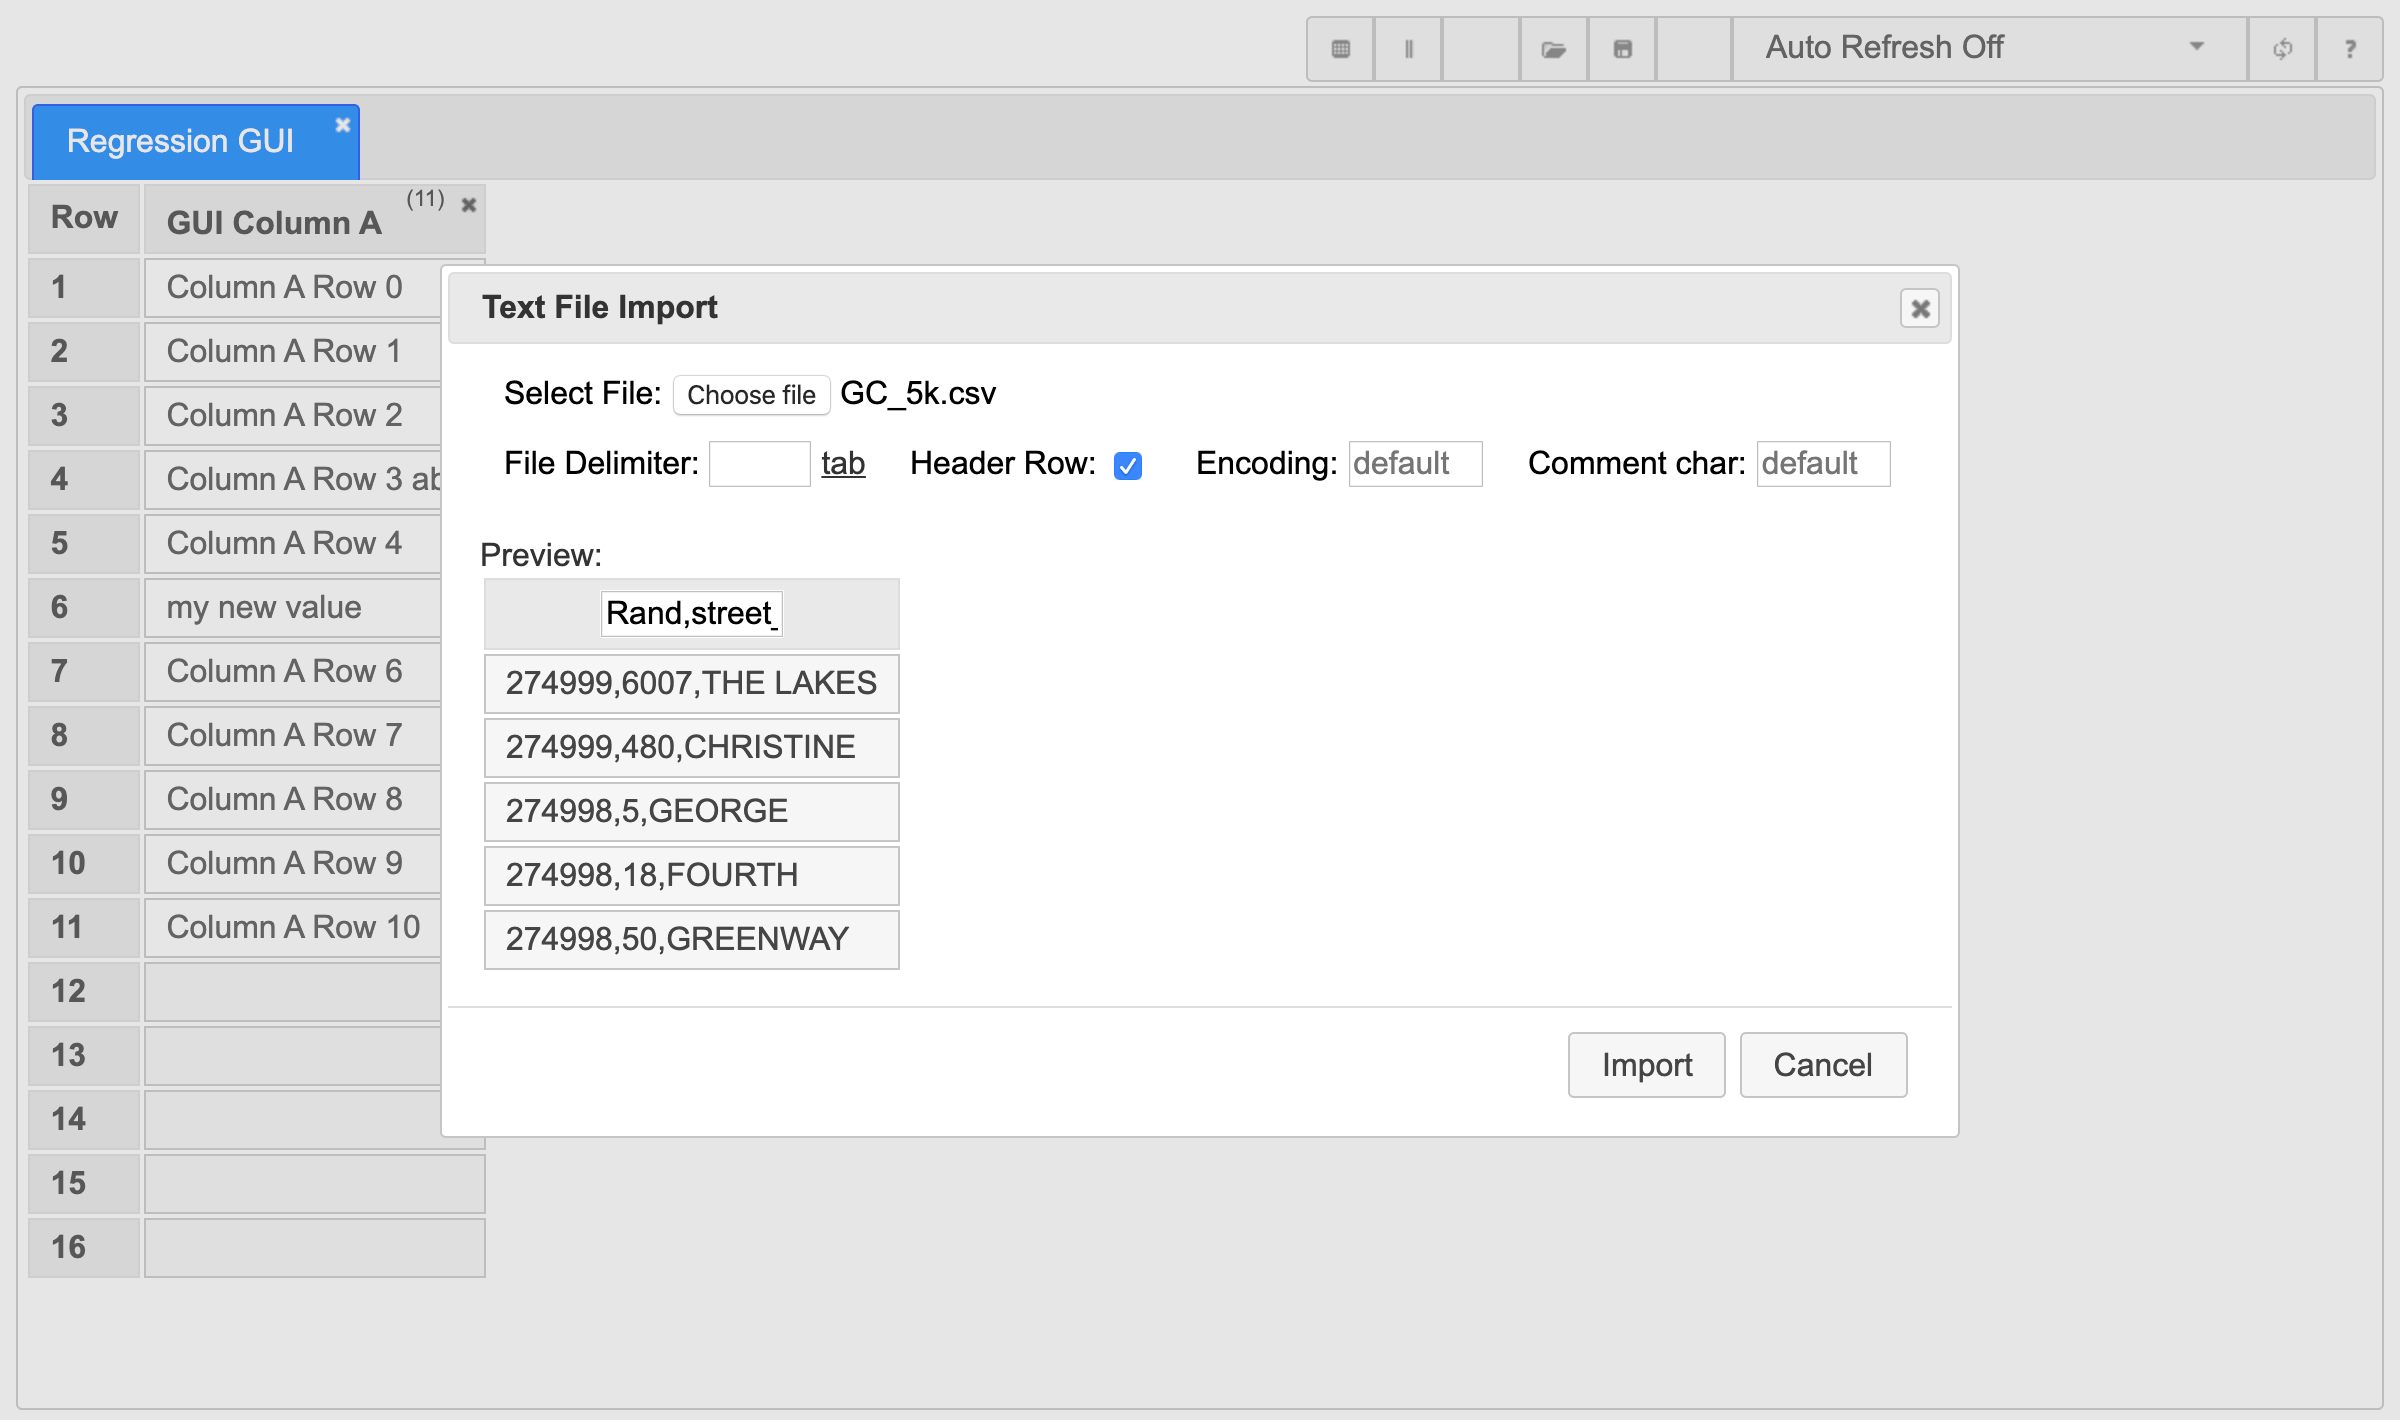 Auto Refresh Off ?
Regression GUI
Row GUI Column A (11)
1 Column A Row 0
2 Column A Row 1
3 Column A Row 2
4 Column A Row 3 ab
5 Column A Row 4
6 my new value
7 Column A Row 6
8 Column A Row 7
9 Column A Row 8
10 Column A Row 9
11 Column A Row 10
12
13
14
15
16
Text File Import
Select File: Choose file GC_5k.csv
File Delimiter: tab Header Row: Encoding: default Comment char: default
Preview:
Rand,street_
274999,6007,THE LAKES
274999,480,CHRISTINE
274998,5,GEORGE
274998,18,FOURTH
274998,50,GREENWAY
Import Cancel